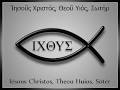 Ἰησοῦς Χριστός, Θεοῦ Υἱός, Σωτήρ
ΙΧΘΥΣ
Iesous Christos, Theou Huios, Soter